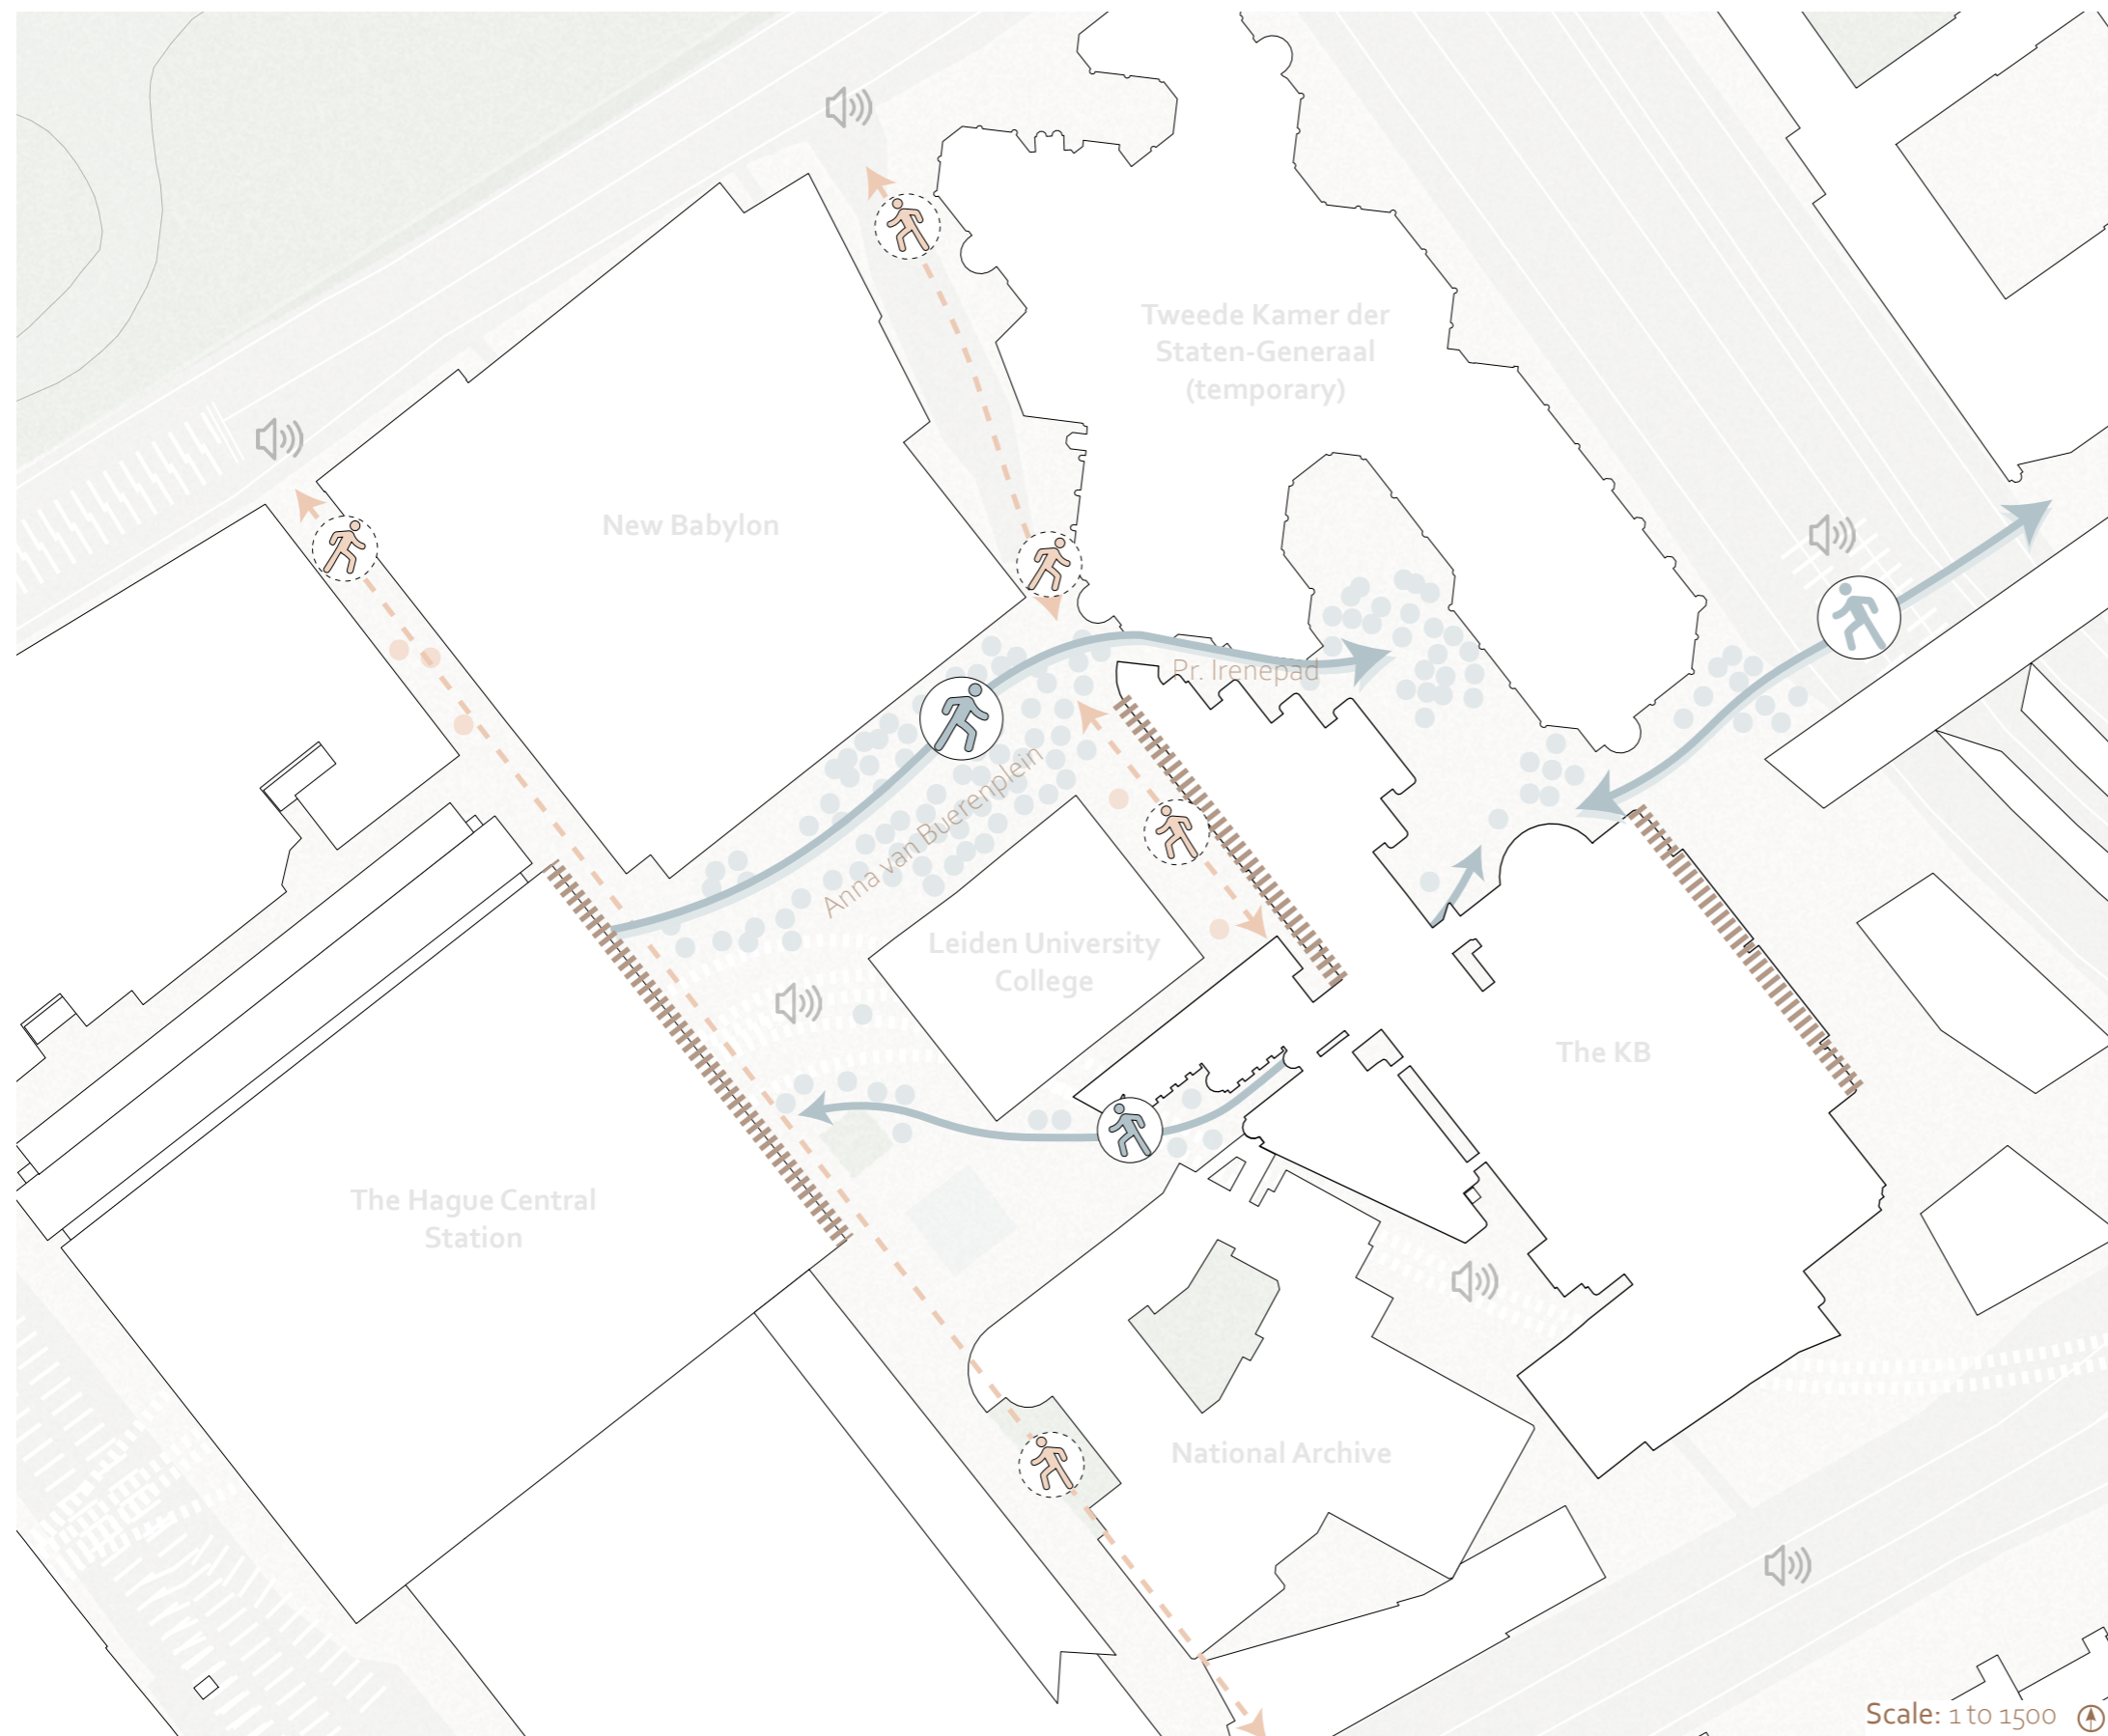 Tweede Kamer der
Staten-Generaal
(temporary)
New Babylon
Pr. Irenepad
Anna van Buerenplein
Leiden University
College
The KB
The Hague Central
Station
National Archive
Scale: 1 to 1500